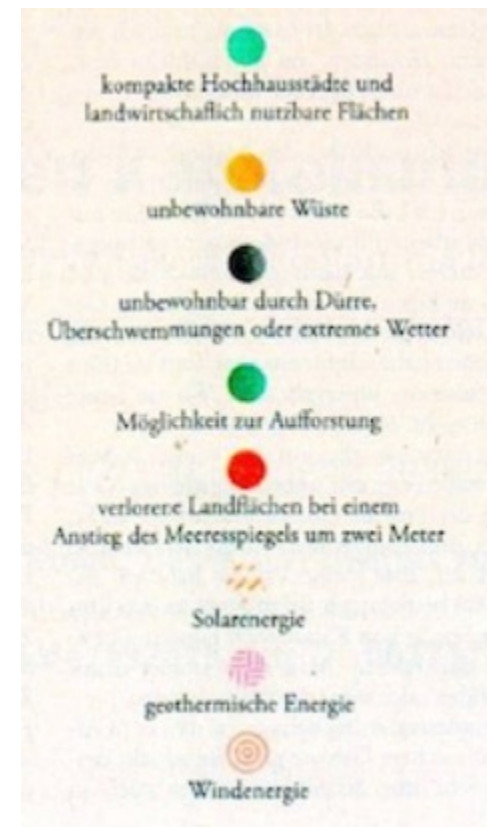 kompakte Hochhausstädte und
landwirtschaflich nutzbare Flächen
unbewohnbare Wüste
unbewohnbar durch Dürre,
Überschwemmungen oder extremes Wetter
Möglichkeit zur Aufforstung
verlorene Landflächen bei einem
Anstieg des Meeresspiegels um zwei Meter
Solarenergie
geothermische Energie
Windenergie